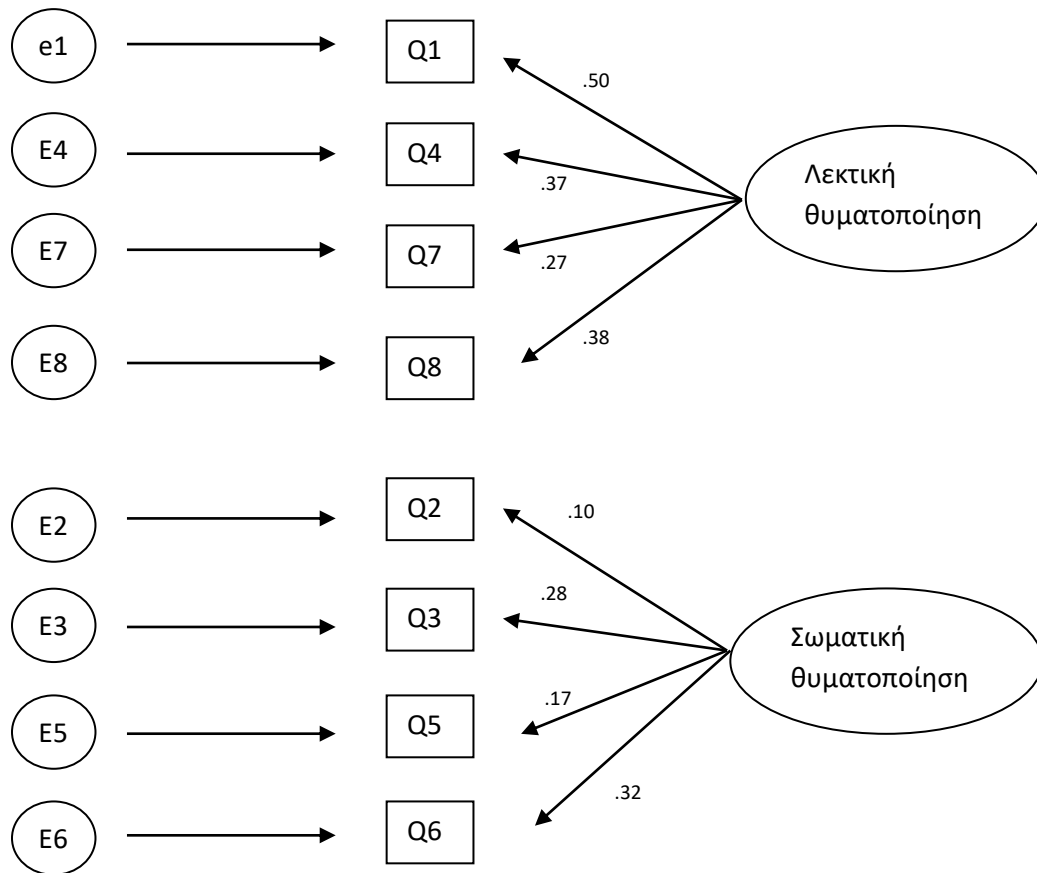 e1
Q1
.50
E4
Q4
.37
Λεκτική
θυματοποίηση
E7
Q7
.27
E8
Q8
.38
E2
Q2
.10
E3
Q3
.28
Σωματική
θυματοποίηση
E5
Q5
.17
E6
Q6
.32